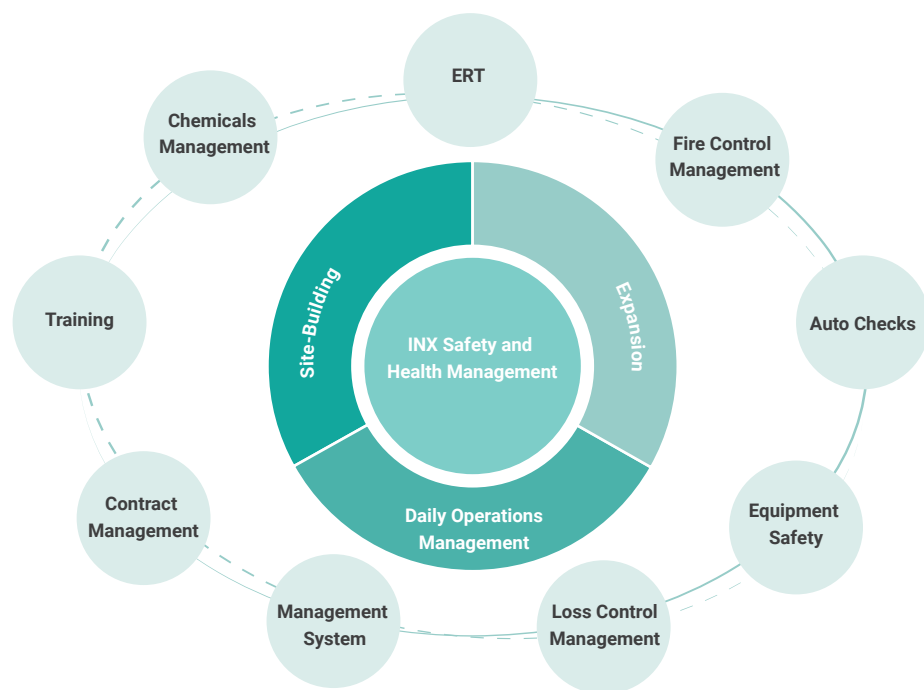 ERT
Fire Control
Management
Auto Checks
Equipment
Safety
Loss Control
Management
Management
System
Contract
Management
Training
Chemicals
Management
Site-Building
Expansion
Daily Operations
Management
INX Safety and
Health Management